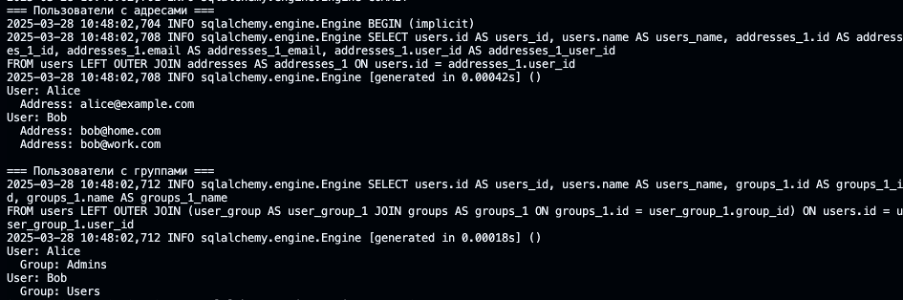 === Пользователи с адресами ===
2025-03-28 10:48:02,704 INFO sqlalchemy.engine.Engine BEGIN (implicit)
2025-03-28 10:48:02,708 INFO sqlalchemy.engine.Engine SELECT users.id AS users_id, users.name AS users_name, addresses_1.id AS address
es_1_id, addresses_1.email AS addresses_1_email, addresses_1.user_id AS addresses_1_user_id
FROM users LEFT OUTER JOIN addresses AS addresses_1 ON users.id = addresses_1.user_id
2025-03-28 10:48:02,708 INFO sqlalchemy.engine.Engine [generated in 0.00042s] ()
User: Alice
  Address: alice@example.com
User: Bob
  Address: bob@home.com
  Address: bob@work.com

=== Пользователи с группами ===
2025-03-28 10:48:02,712 INFO sqlalchemy.engine.Engine SELECT users.id AS users_id, users.name AS users_name, groups_1.id AS groups_1_i
d, groups_1.name AS groups_1_name
FROM users LEFT OUTER JOIN (user_group AS user_group_1 JOIN groups AS groups_1 ON groups_1.id = user_group_1.group_id) ON users.id = u
ser_group_1.user_id
2025-03-28 10:48:02,712 INFO sqlalchemy.engine.Engine [generated in 0.00018s] ()
User: Alice
  Group: Admins
User: Bob
  Group: Users